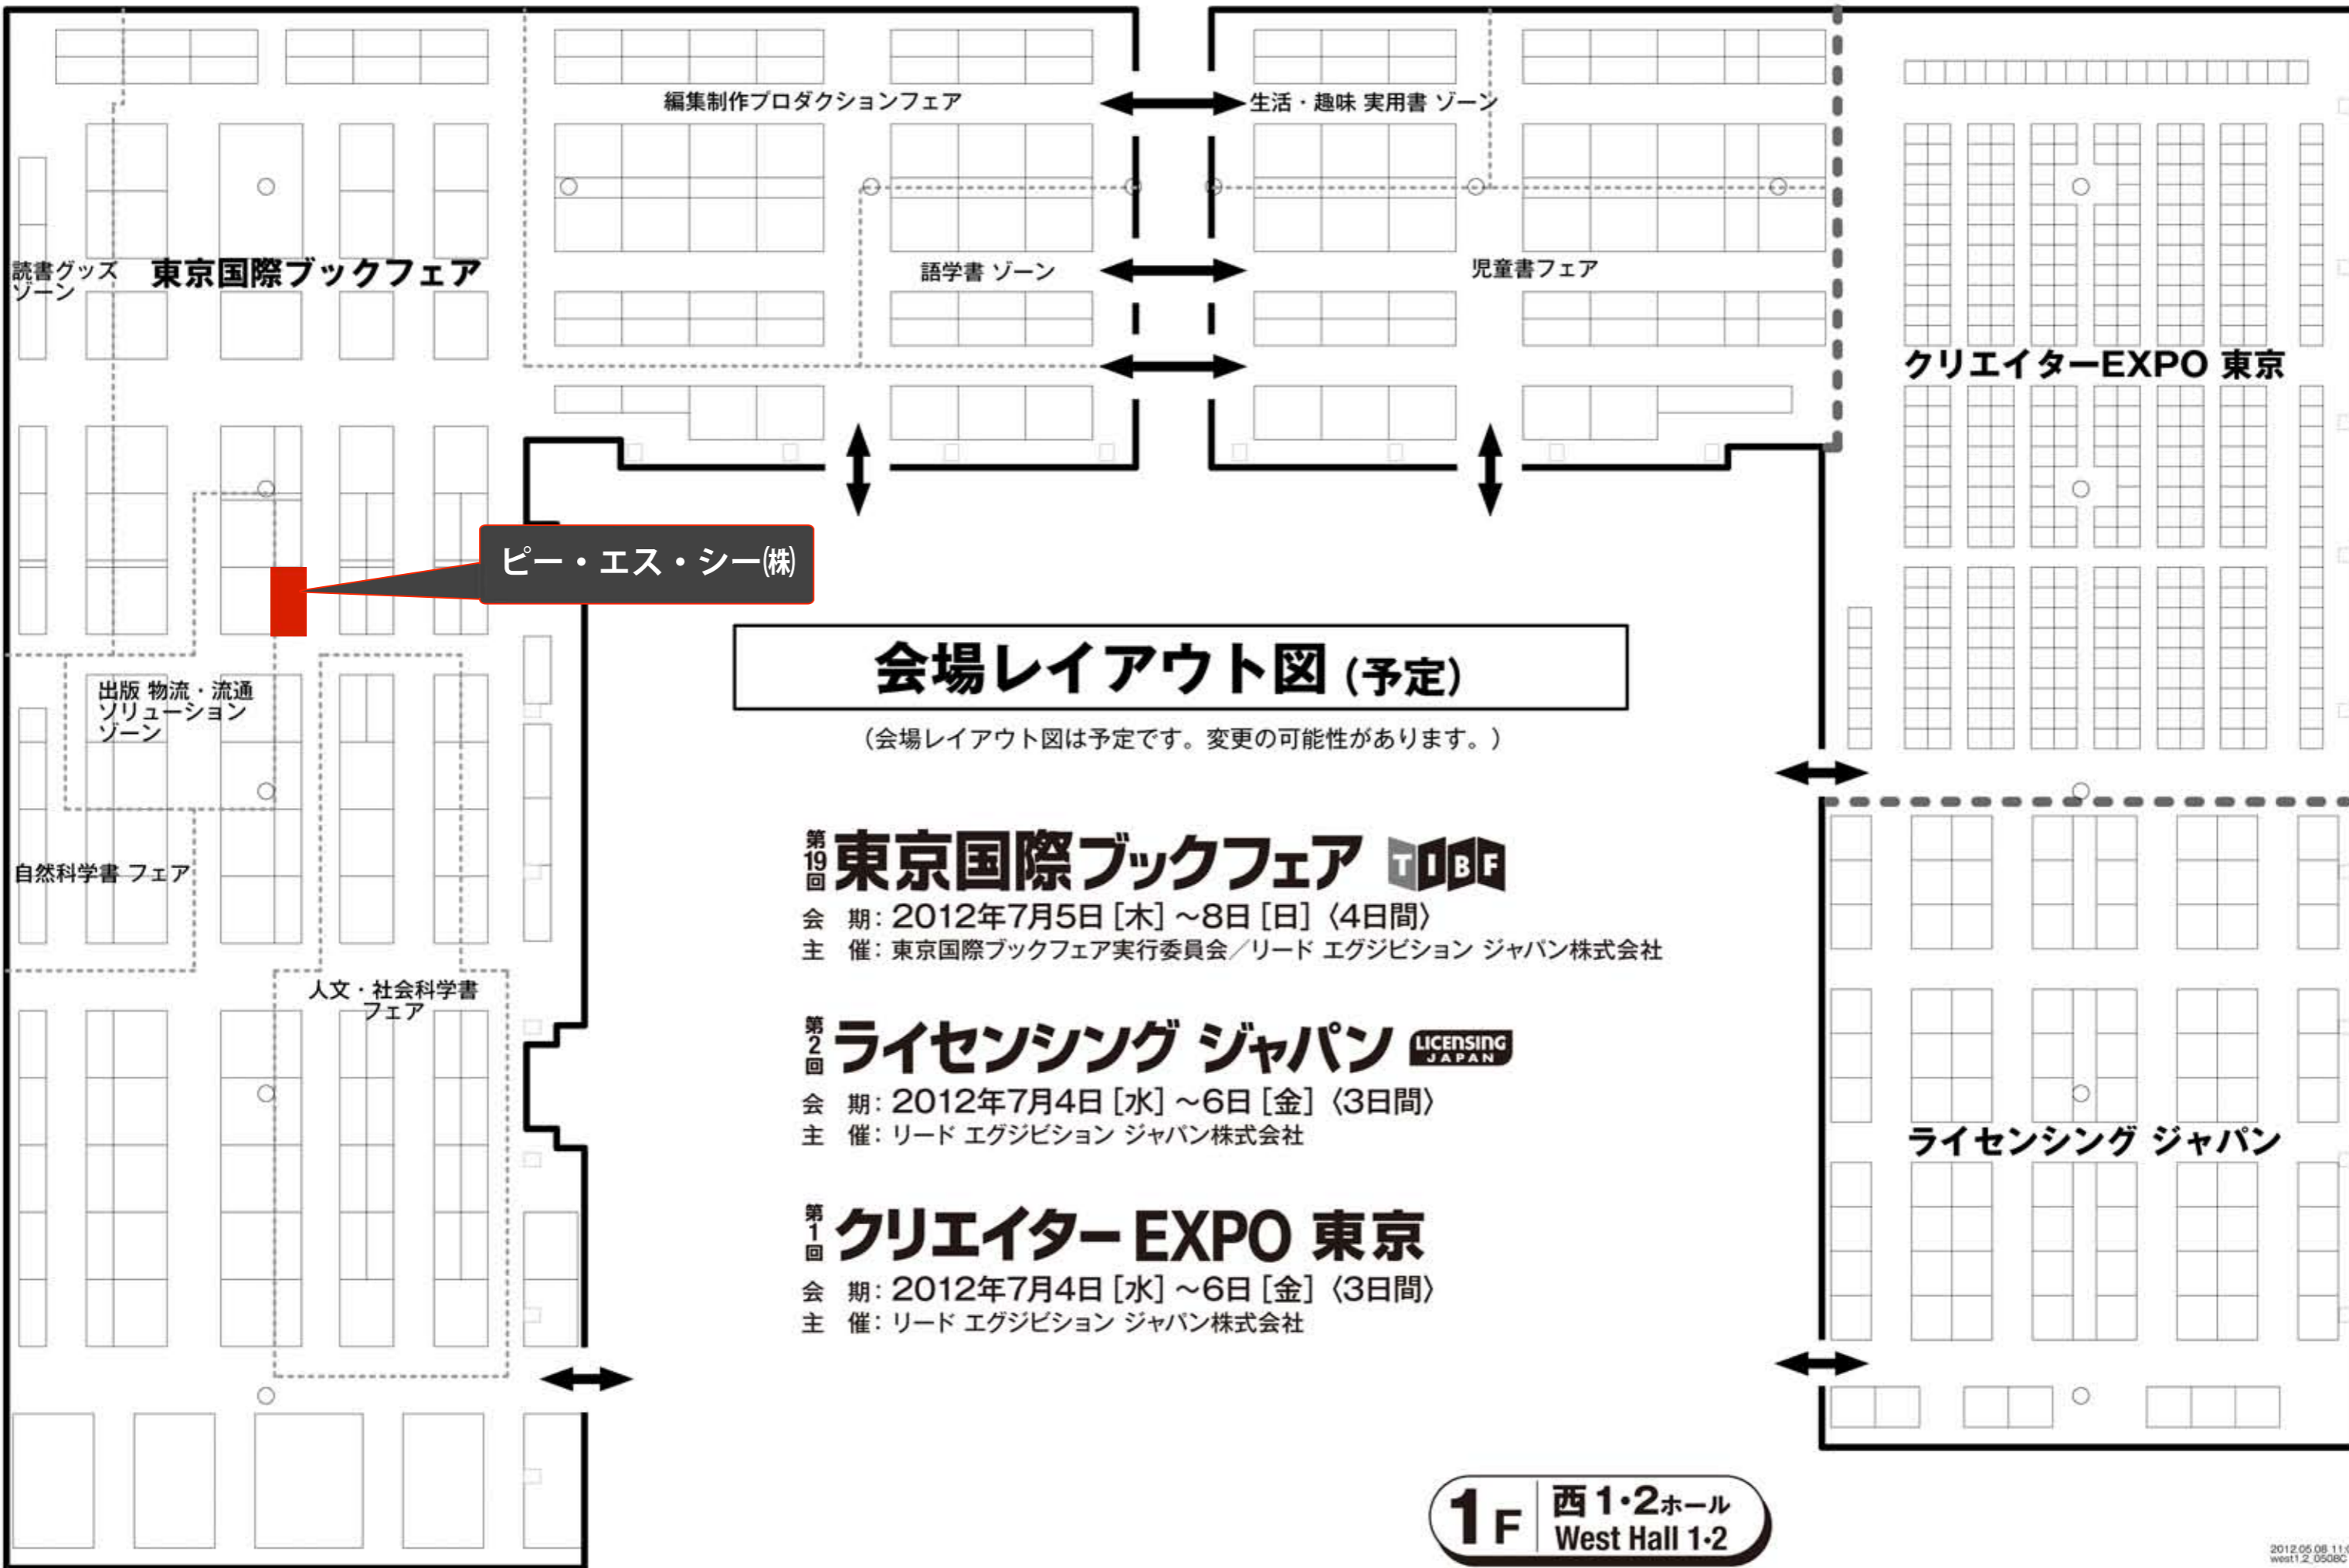 編集制作プロダクションフェア
生活・趣味 実用書 ゾーン
読書グッズ
ゾーン
東京国際ブックフェア
語学書 ゾーン
児童書フェア
クリエイターEXPO 東京
ピー・エス・シー㈱
会場レイアウト図 (予定)
(会場レイアウト図は予定です。変更の可能性があります。)
出版 物流・流通
ソリューション
ゾーン
自然科学書 フェア
人文・社会科学書
フェア
第19回 東京国際ブックフェア TIBF
会 期: 2012年7月5日 [木] ～8日 [日] 〈4日間〉
主 催: 東京国際ブックフェア実行委員会／リード エグジビション ジャパン株式会社
第2回 ライセンシング ジャパン LICENSING JAPAN
会 期: 2012年7月4日 [水] ～6日 [金] 〈3日間〉
主 催: リード エグジビション ジャパン株式会社
ライセンシング ジャパン
第1回 クリエイター EXPO 東京
会 期: 2012年7月4日 [水] ～6日 [金] 〈3日間〉
主 催: リード エグジビション ジャパン株式会社
1F 西1・2ホール
West Hall 1・2
2012.05.08